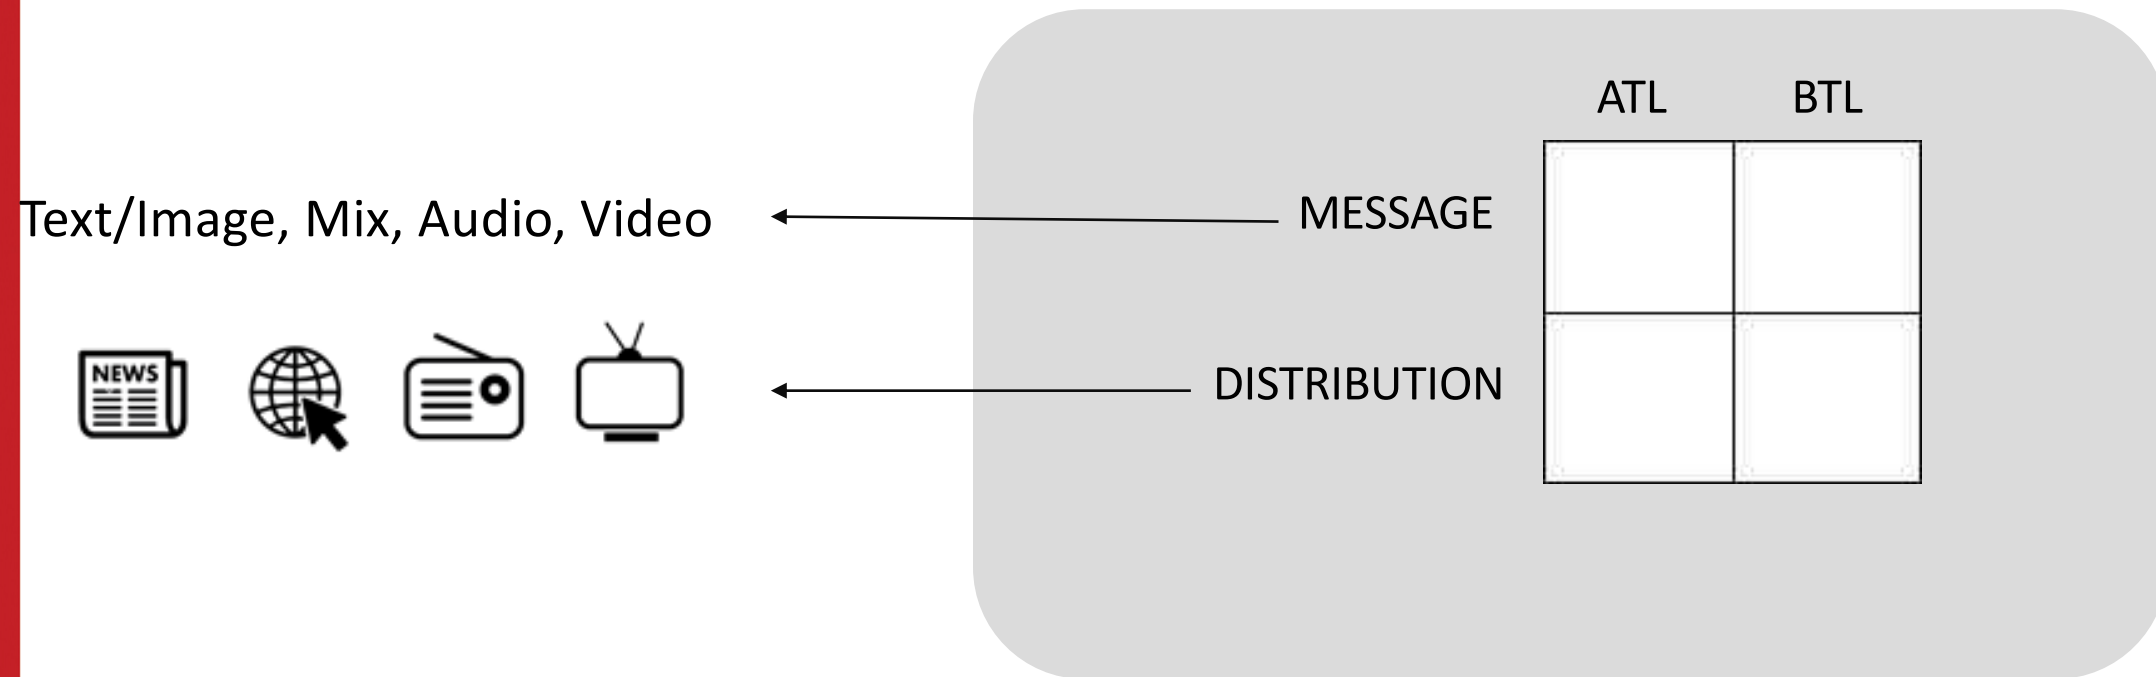 ATL BTL
Text/Image, Mix, Audio, Video
MESSAGE
NEWS
DISTRIBUTION